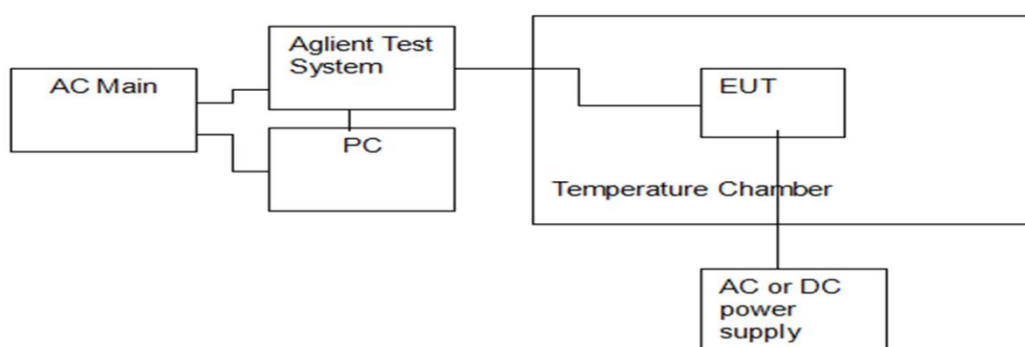 AC Main
Aglient Test
System
PC
EUT
Temperature Chamber
AC or DC
power
supply